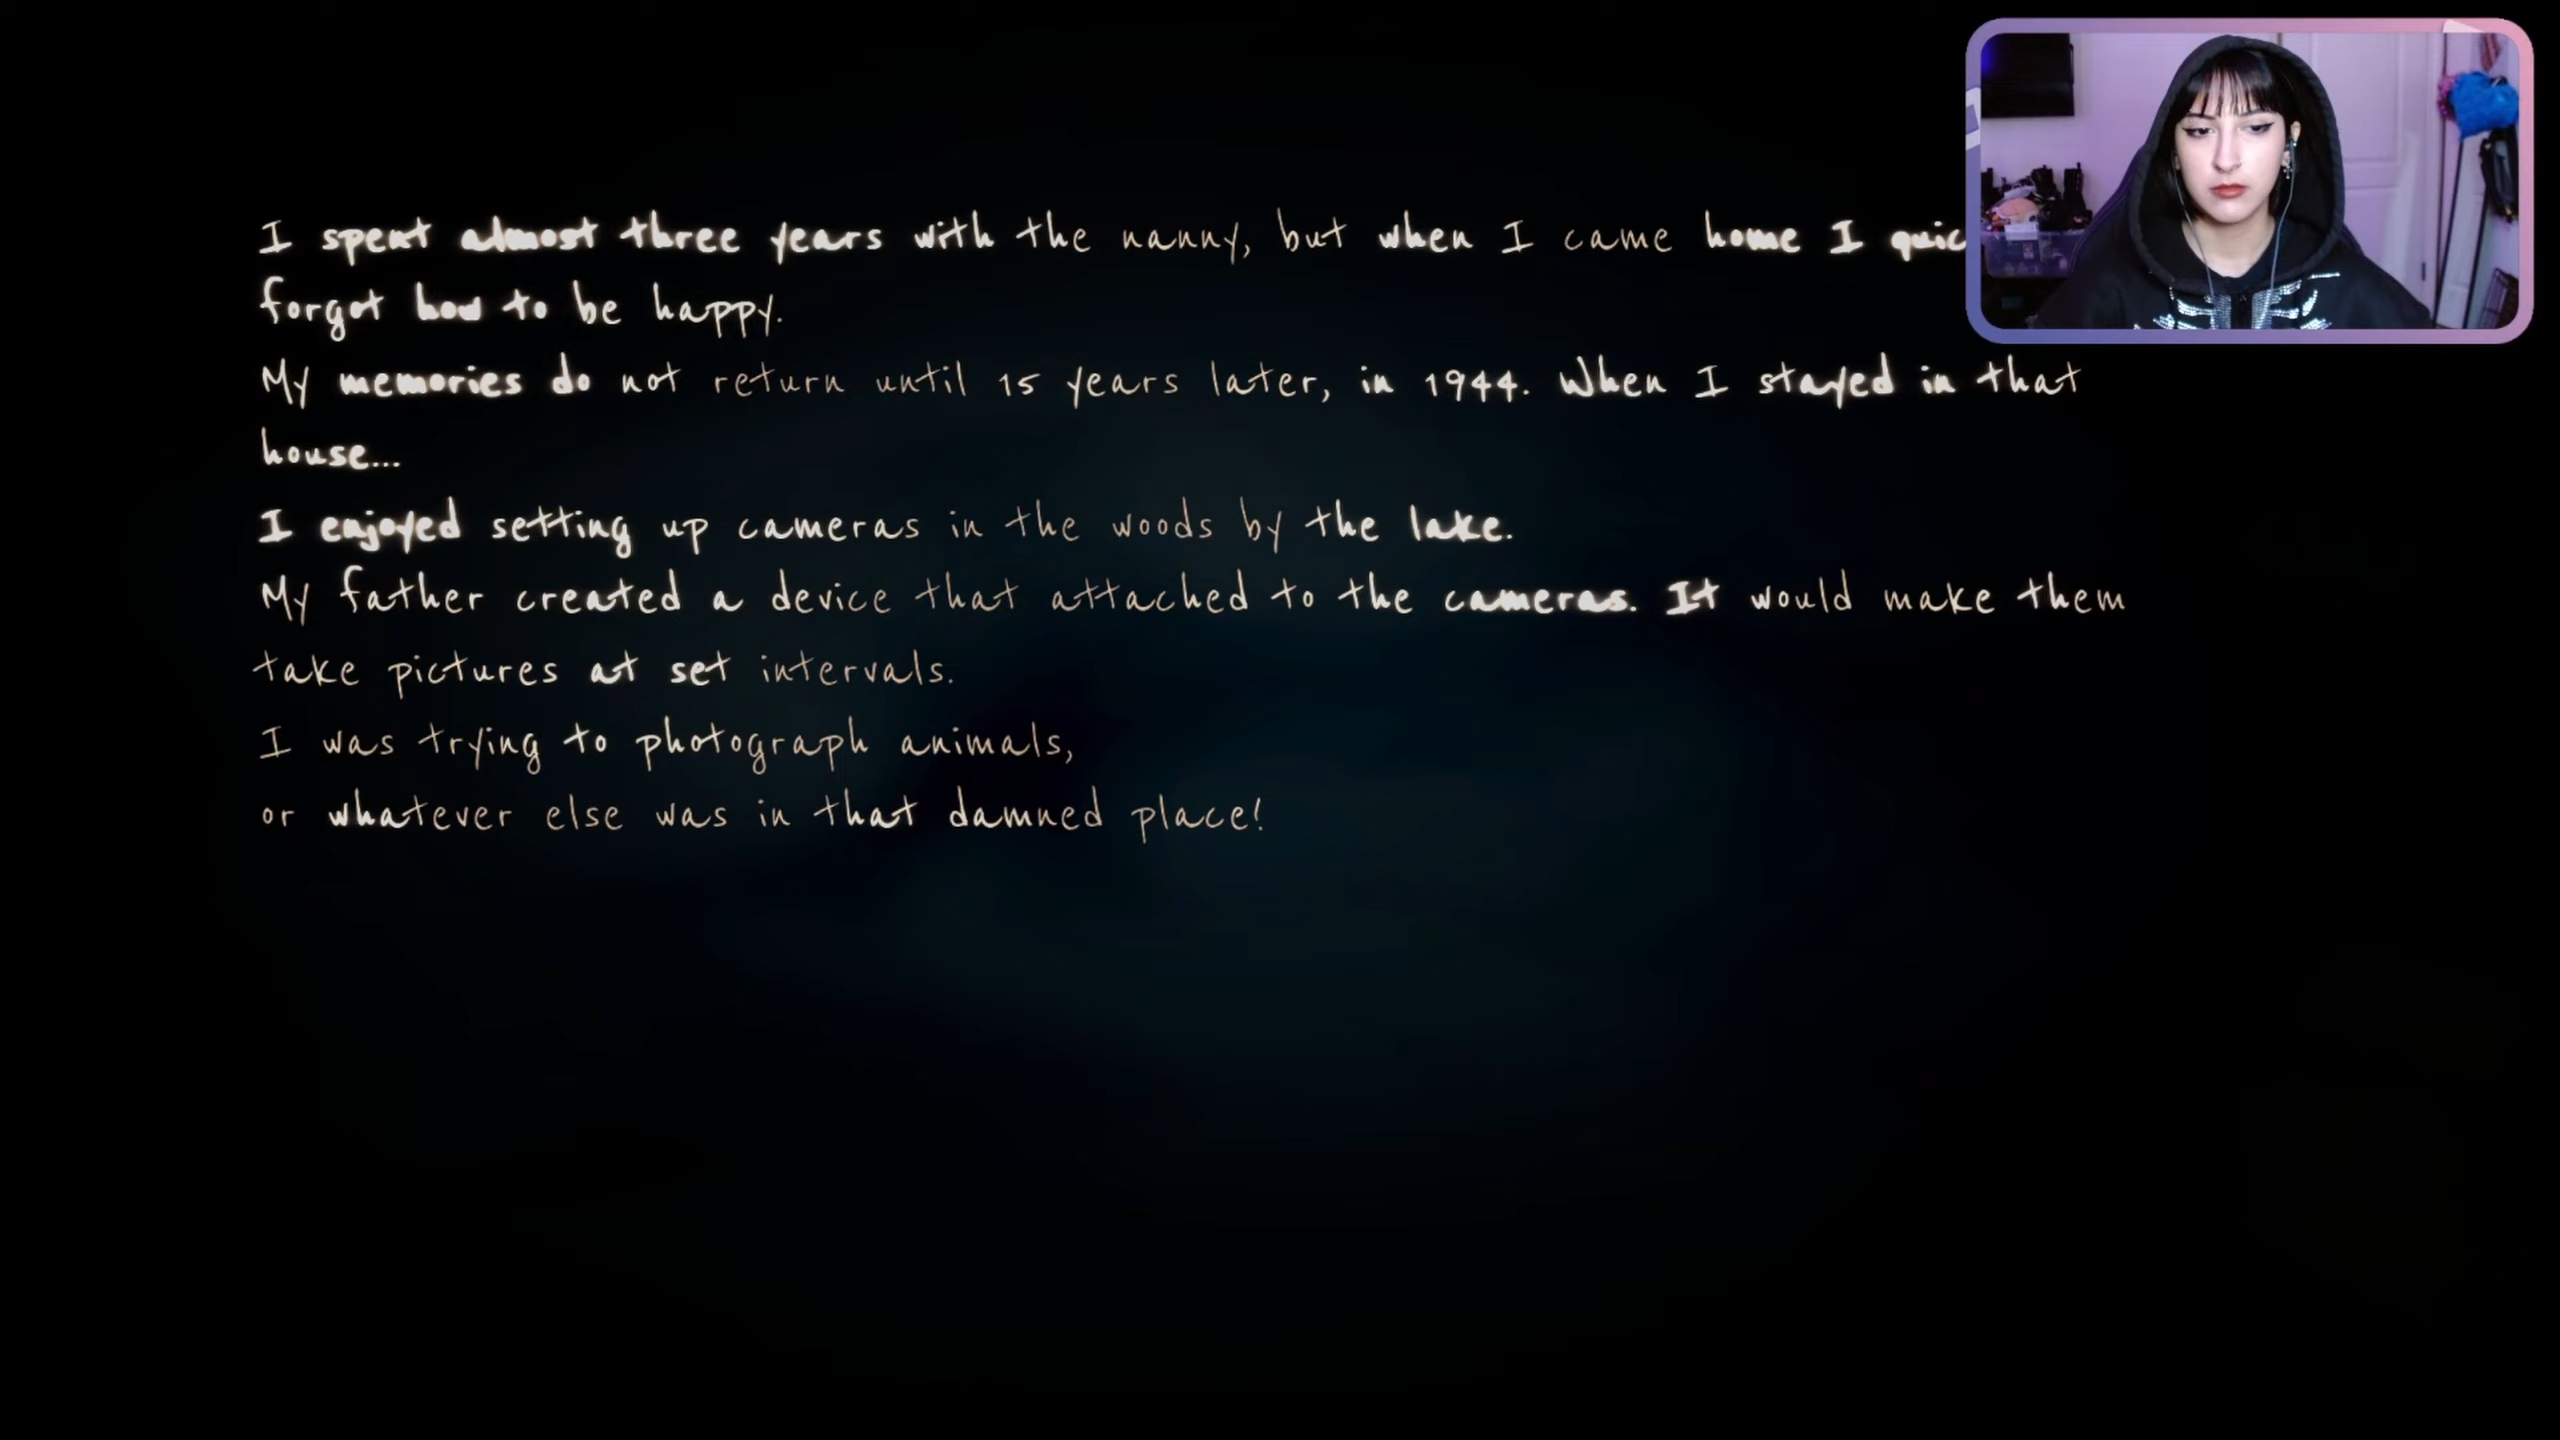 I spent almost three years with the nanny, but when I came home I quic
forgot how to be happy.
My memories do not return until 15 years later, in 1944. When I stayed in that
house...
I enjoyed setting up cameras in the woods by the lake.
My father created a device that attached to the cameras. It would make them
take pictures at set intervals.
I was trying to photograph animals,
or whatever else was in that damned place!